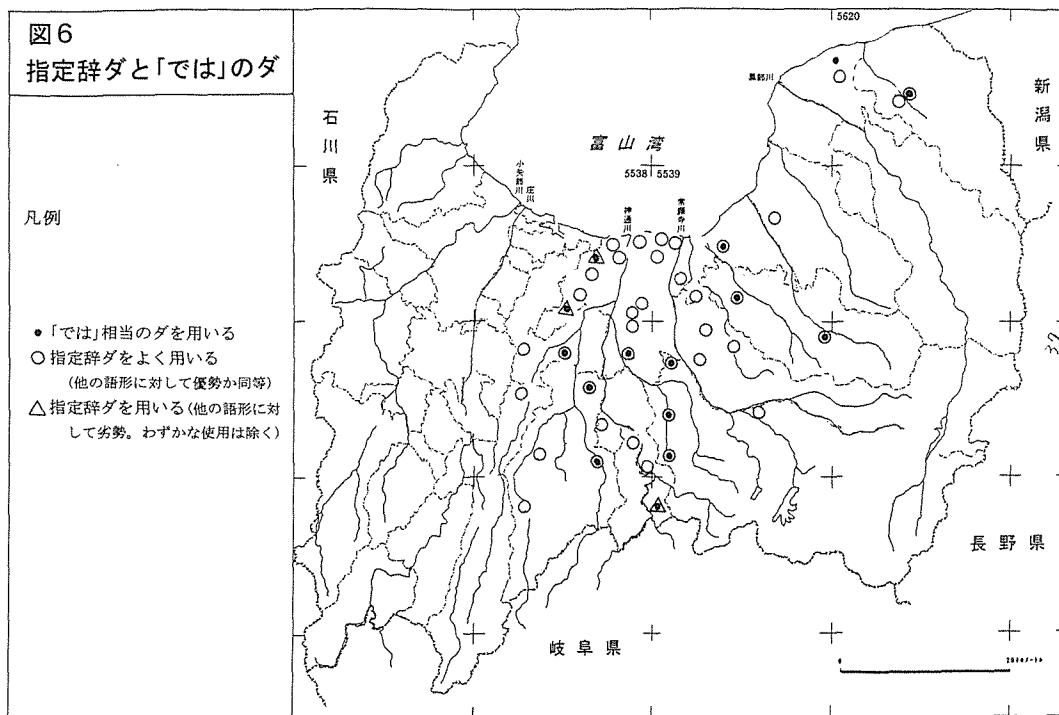 図6
指定辞ダと「では」のダ
凡例
「では」相当のダを用いる
指定辞ダをよく用いる
(他の語形に対して優勢か同等)
指定辞ダを用いる(他の語形に対
して劣勢。わずかな使用は除く)
5620
黒部川
新潟県
石川県
富山湾
5538 5539
小矢部川
庄川
神通川
常願寺川
長野県
岐阜県
0